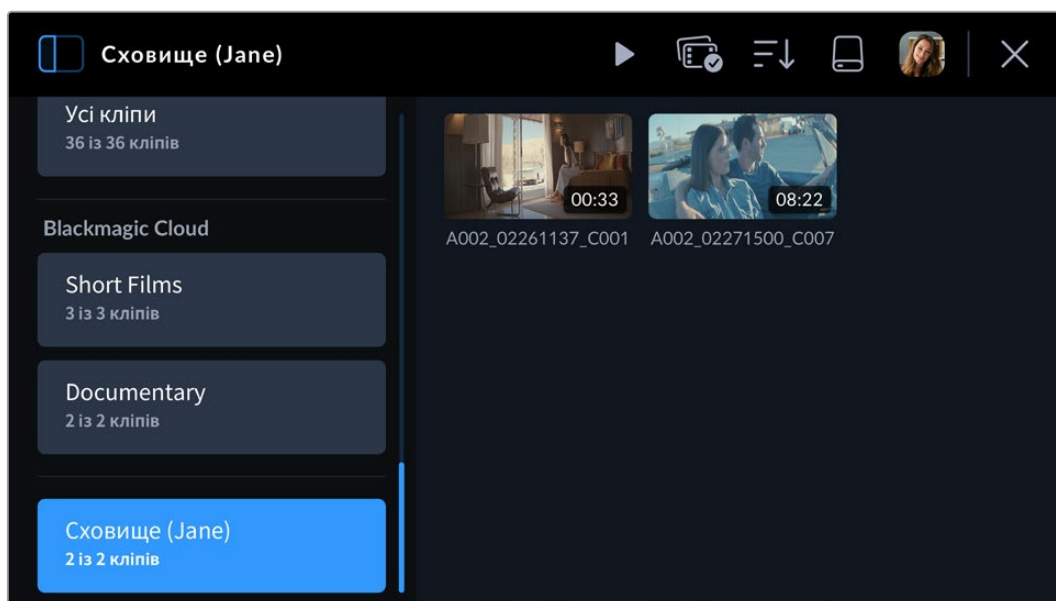 Сховище (Jane)
Усі кліпи
36 із 36 кліпів
Blackmagic Cloud
Short Films
3 із 3 кліпів
Documentary
2 із 2 кліпів
Сховище (Jane)
2 із 2 кліпів
00:33
08:22
A002_02261137_C001
A002_02271500_C007